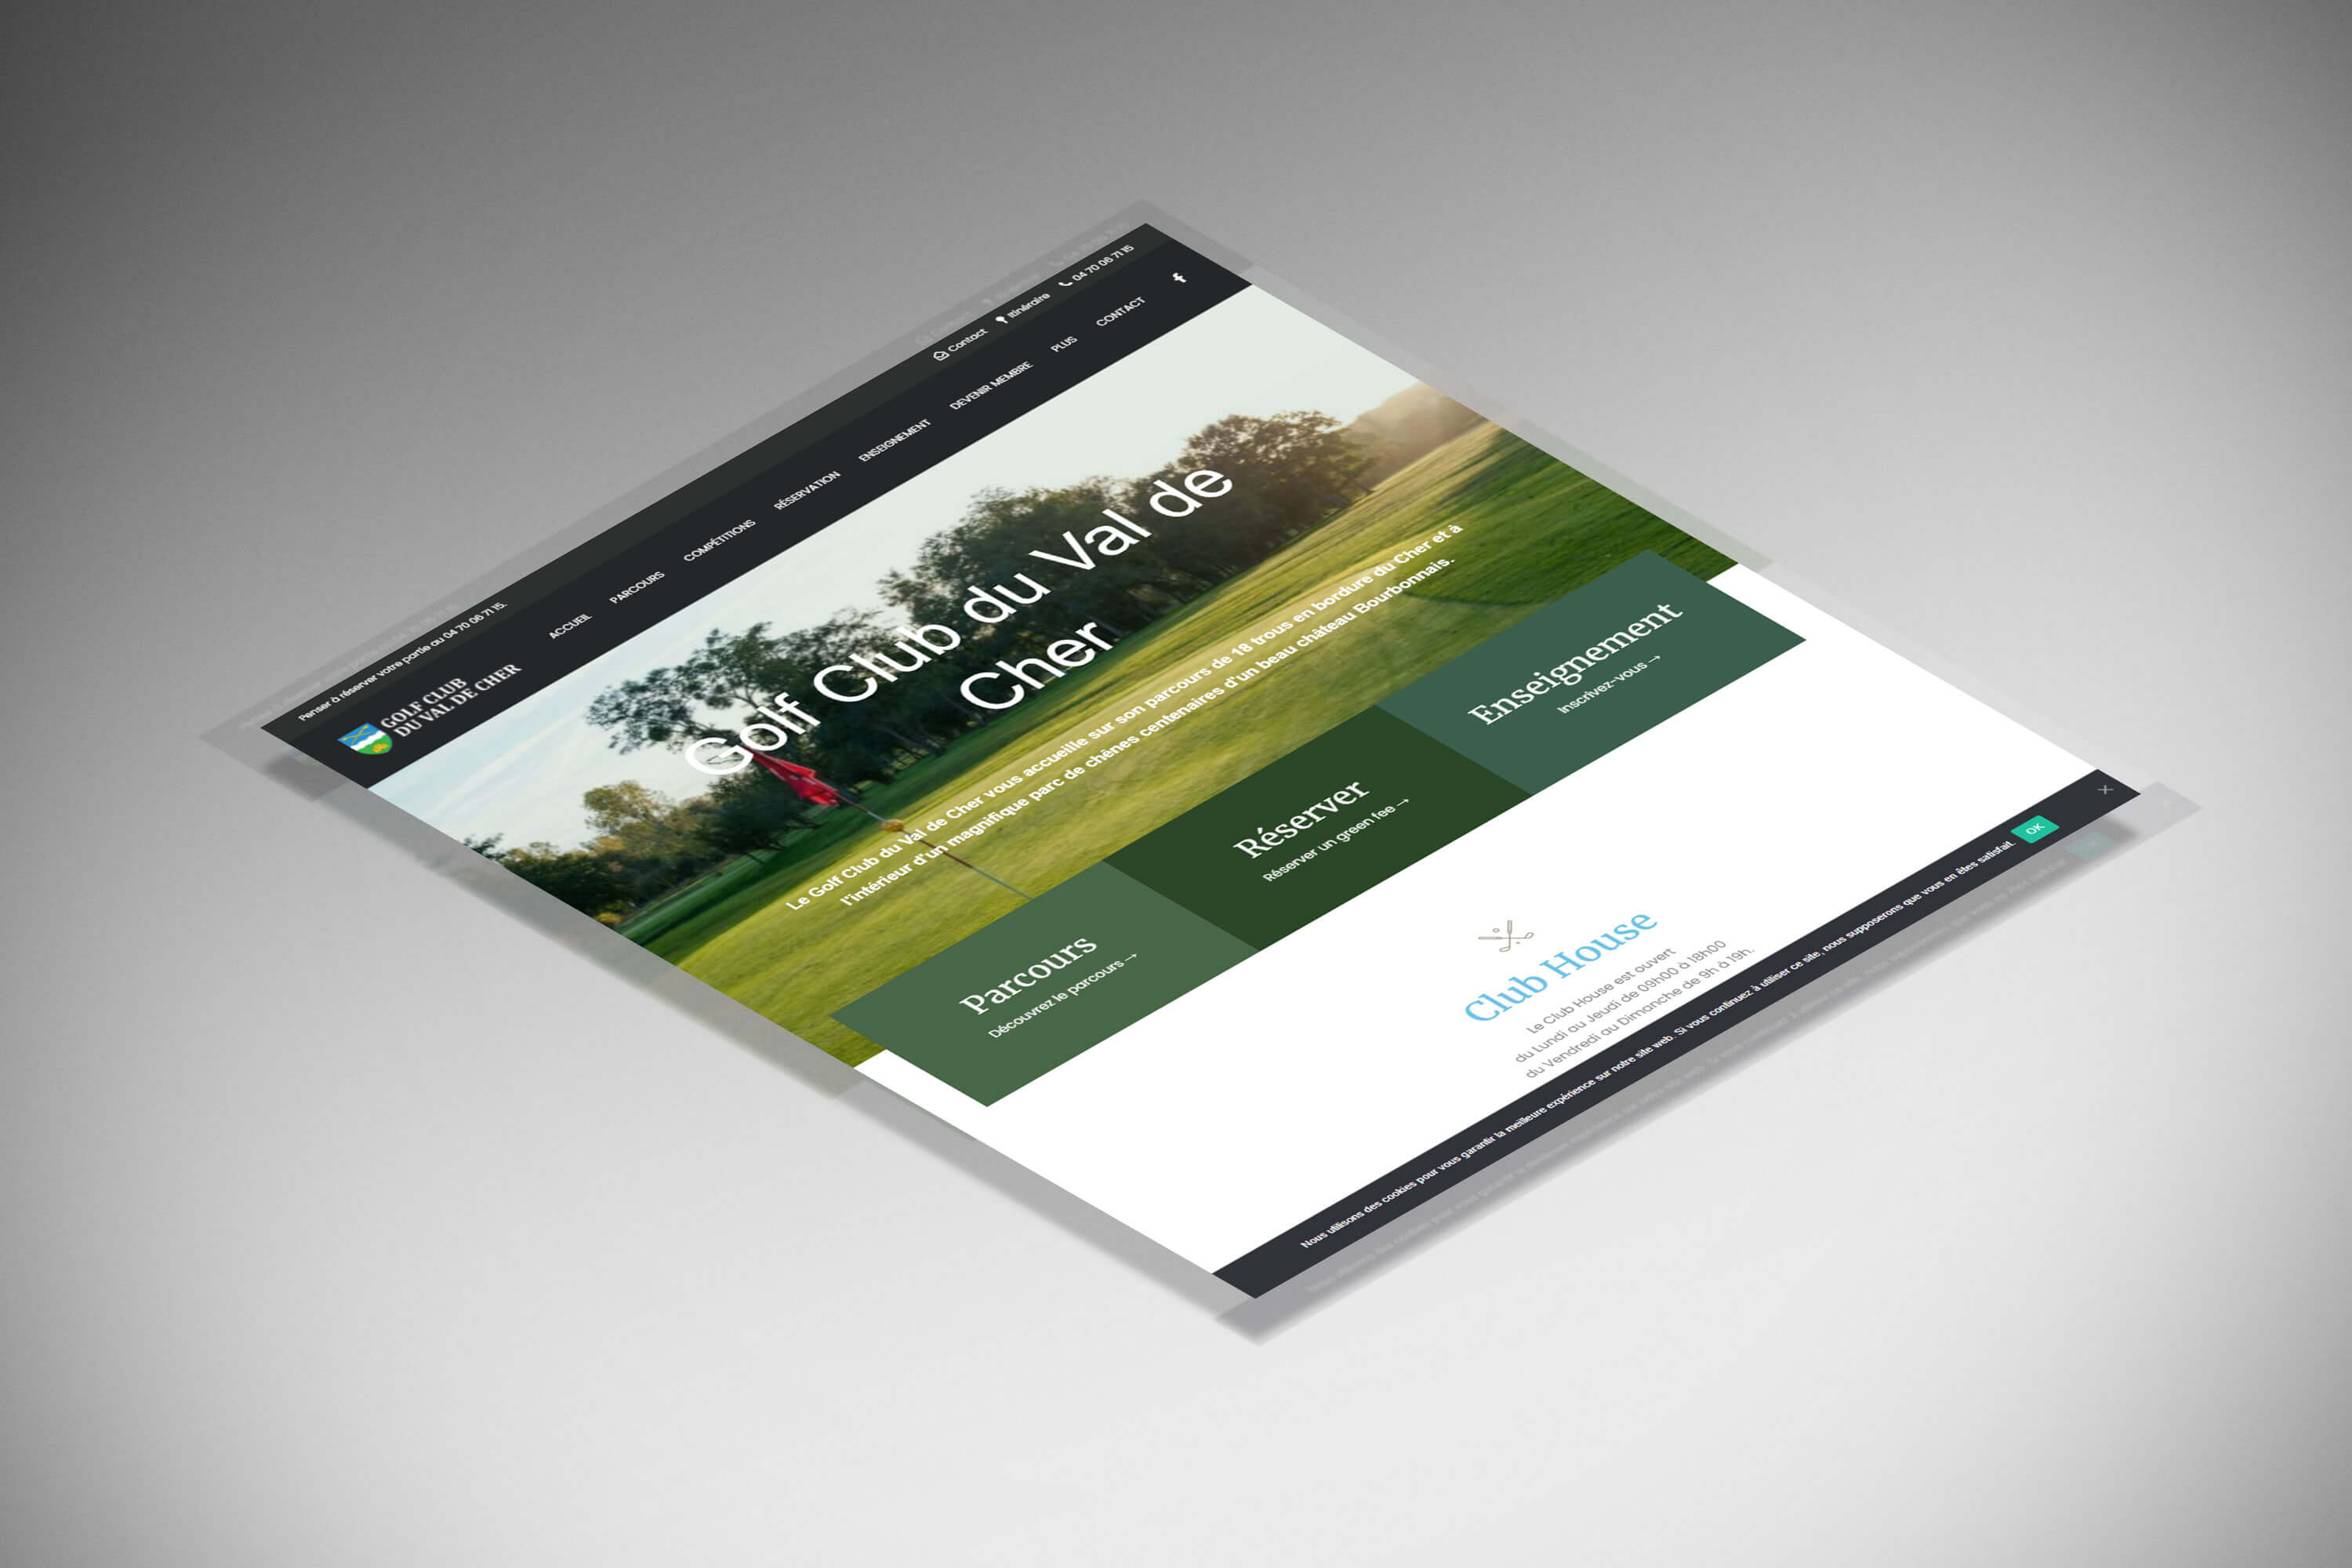 Penser à réserver votre partie au 04 70 06 71 15.
Contact
Itinéraire
04 70 06 71 15
GOLF CLUB
DU VAL DE CHER
ACCUEIL
PARCOURS
COMPÉTITIONS
RÉSERVATION
ENSEIGNEMENT
DEVENIR MEMBRE
PLUS
CONTACT
Golf Club du Val de
Cher
Le Golf Club du Val de Cher vous accueille sur son parcours de 18 trous en bordure du Cher et à
l'intérieur d'un magnifique parc de chênes centenaires d'un beau château Bourbonnais.
Parcours
Découvrez le parcours →
Réserver
Réserver un green fee →
Enseignement
Inscrivez-vous →
Club House
Le Club House est ouvert
du Lundi au Jeudi de 09h00 à 18h00
du Vendredi au Dimanche de 9h à 19h.
Nous utilisons des cookies pour vous garantir la meilleure expérience sur notre site web. Si vous continuez à utiliser ce site, nous supposerons que vous en êtes satisfait.
OK